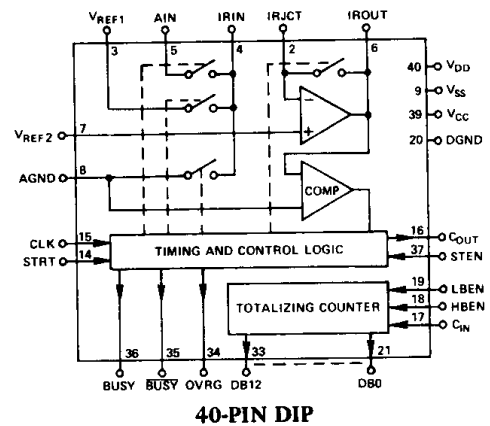 VREF1 AIN IRIN IRJCT IROUT
3 5 4 2 6
40 VDD
9 VSS
39 VCC
20 DGND
VREF2 7
− +
AGND 8
COMP
CLK 15
STRT 14
TIMING AND CONTROL LOGIC
16 COUT
37 STEN
TOTALIZING COUNTER
19 LBEN
18 HBEN
17 CIN
36 35 34 33 21
BUSY BUSY OVRG DB12 DB0
40-PIN DIP